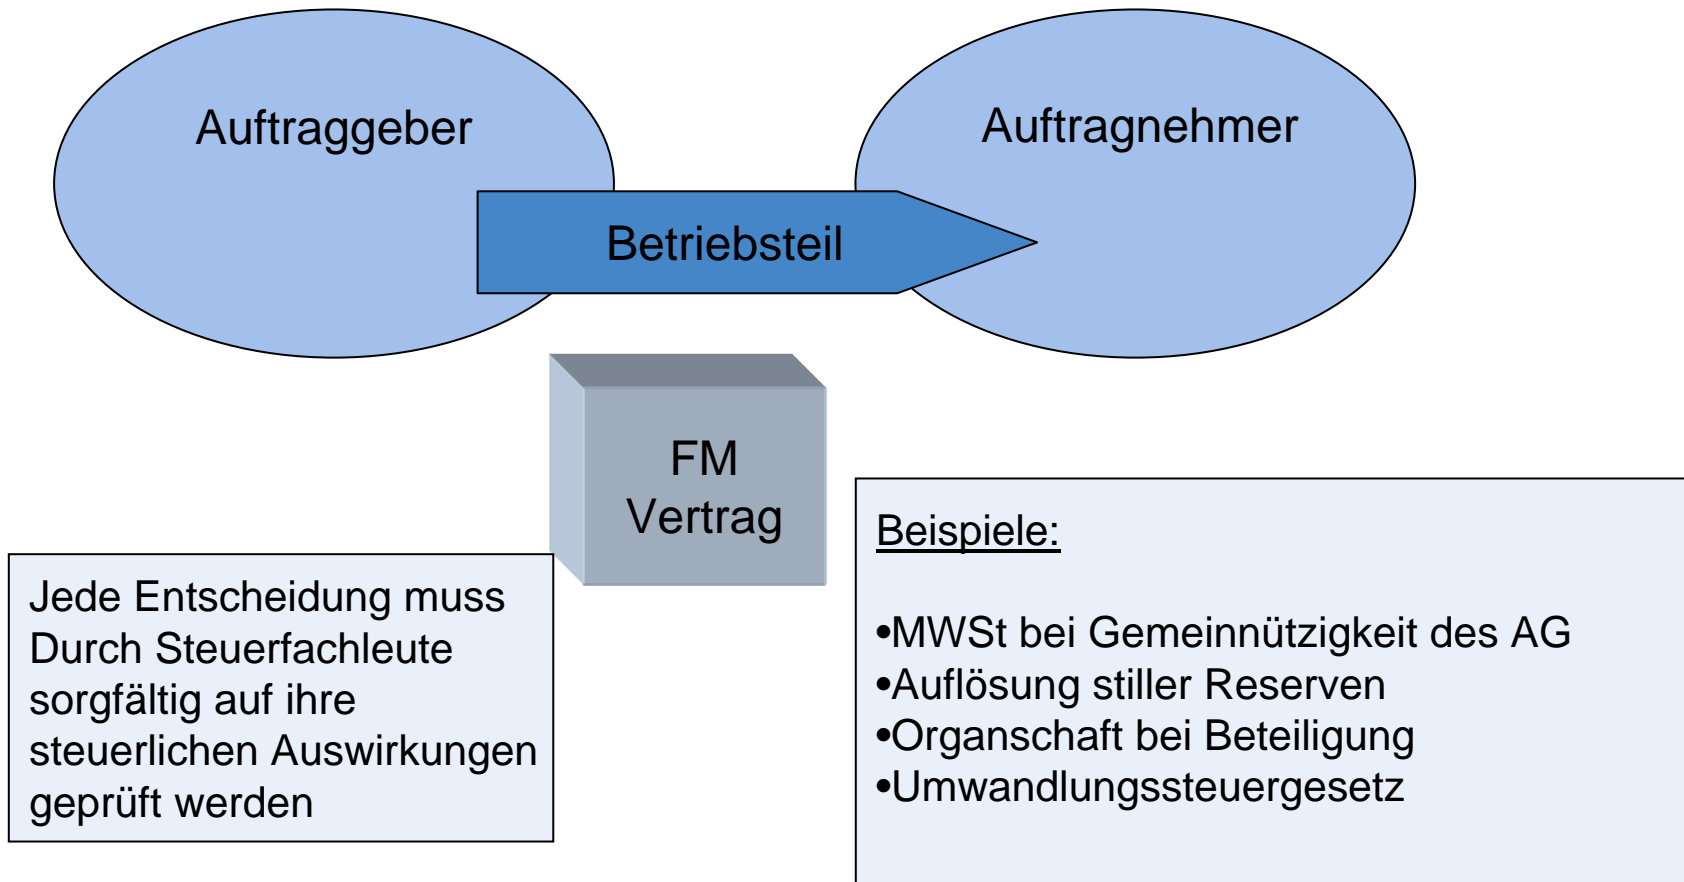 Auftraggeber
Auftragnehmer
Betriebsteil
FM
Vertrag
Jede Entscheidung muss
Durch Steuerfachleute
sorgfältig auf ihre
steuerlichen Auswirkungen
geprüft werden
Beispiele:
•MWSt bei Gemeinnützigkeit des AG
•Auflösung stiller Reserven
•Organschaft bei Beteiligung
•Umwandlungssteuergesetz